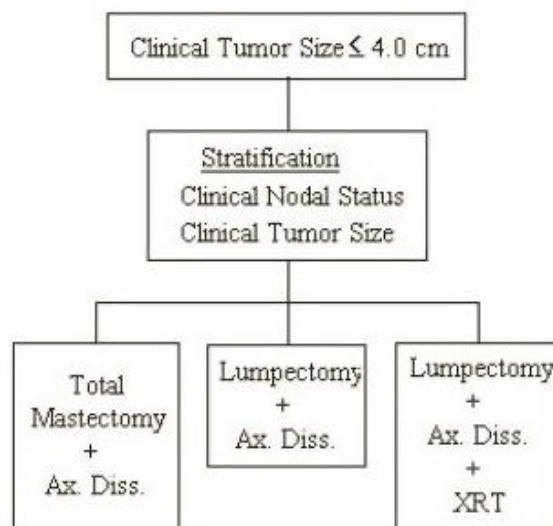 Clinical Tumor Size ≤ 4.0 cm
Stratification
Clinical Nodal Status
Clinical Tumor Size
Total
Mastectomy
+
Ax. Diss.
Lumpectomy
+
Ax. Diss.
Lumpectomy
+
Ax. Diss.
+
XRT